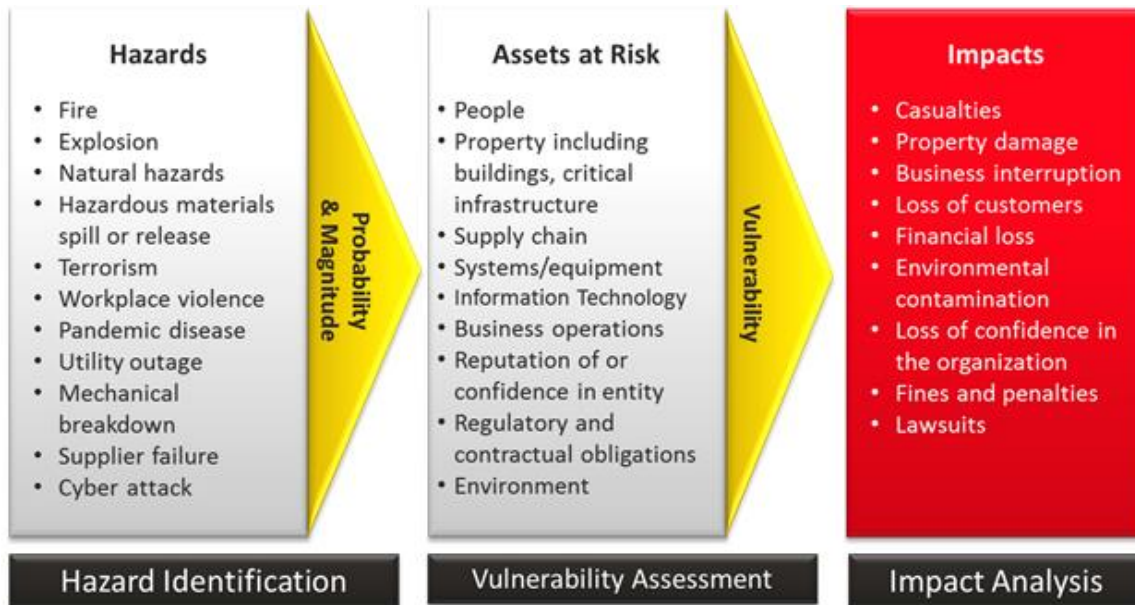 Hazards
• Fire
• Explosion
• Natural hazards
• Hazardous materials
spill or release
• Terrorism
• Workplace violence
• Pandemic disease
• Utility outage
• Mechanical
breakdown
• Supplier failure
• Cyber attack
Probability
& Magnitude
Assets at Risk
• People
• Property including
buildings, critical
infrastructure
• Supply chain
• Systems/equipment
• Information Technology
• Business operations
• Reputation of or
confidence in entity
• Regulatory and
contractual obligations
• Environment
Vulnerability
Impacts
• Casualties
• Property damage
• Business interruption
• Loss of customers
• Financial loss
• Environmental
contamination
• Loss of confidence in
the organization
• Fines and penalties
• Lawsuits
Hazard Identification
Vulnerability Assessment
Impact Analysis